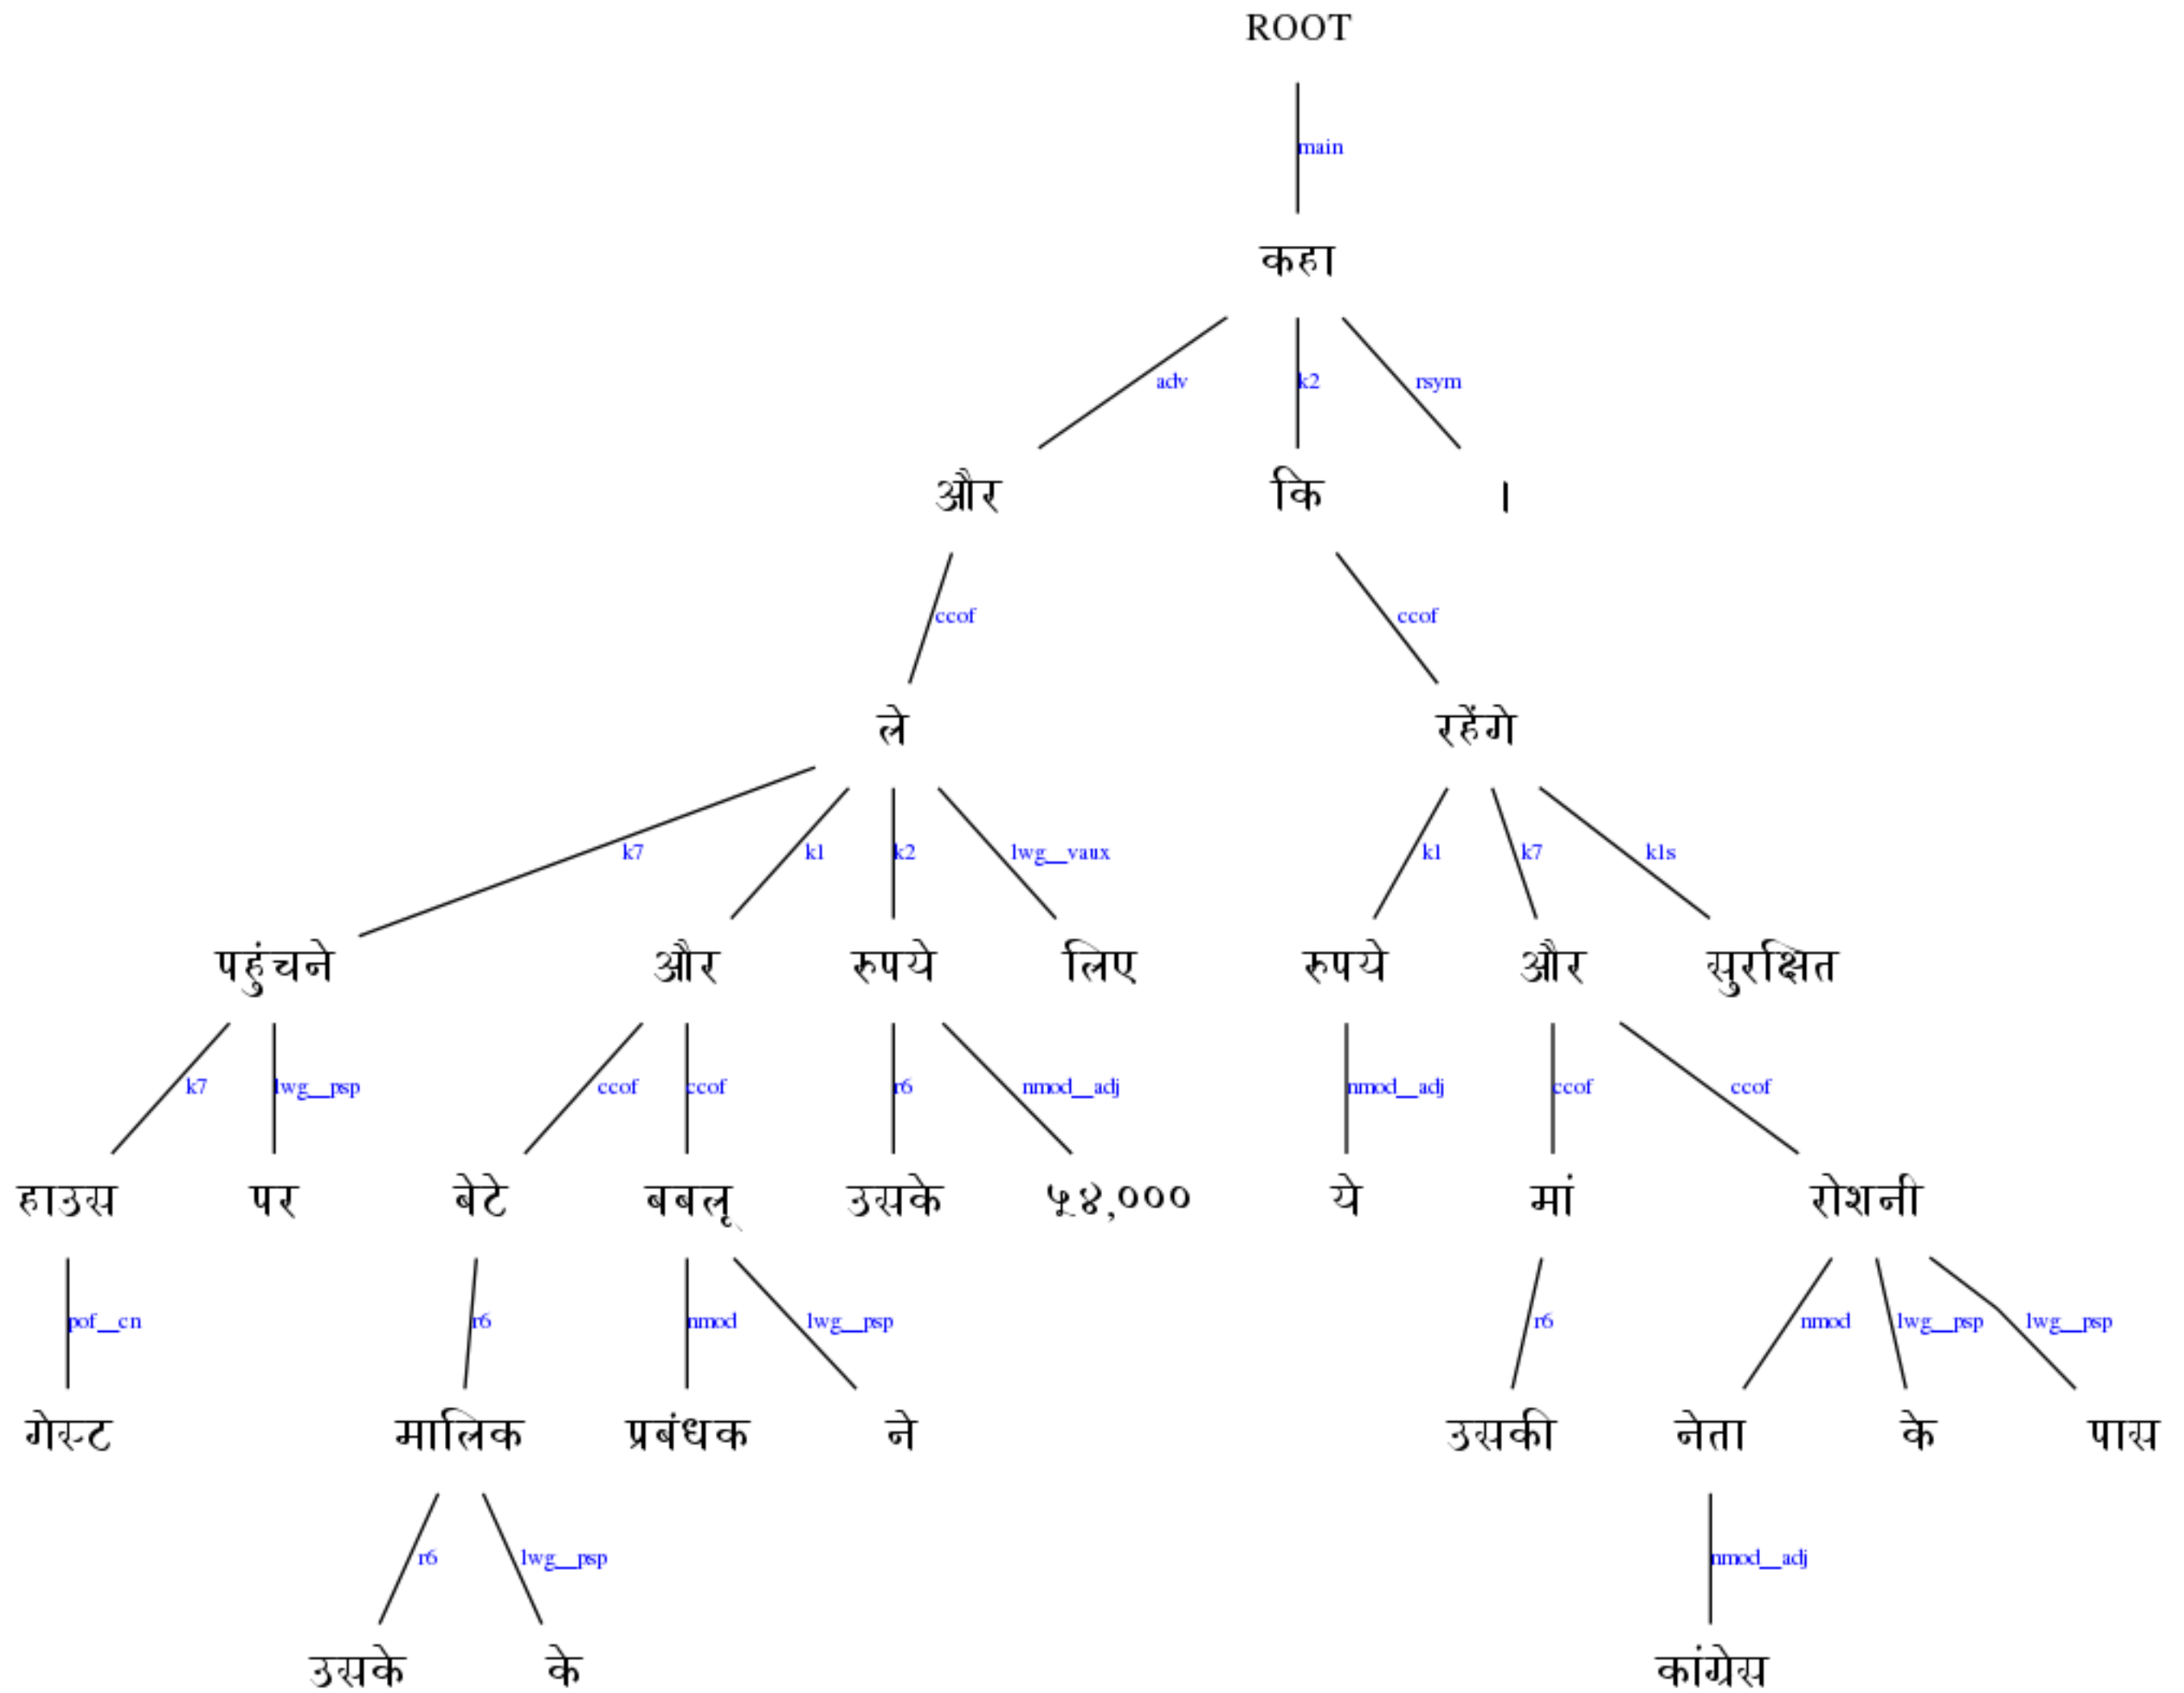 ROOT
main
कहा
adv k2 rsym
और कि ।
ccof ccof
ले रहेंगे
k7 k1 k2 lwg__vaux k1 k7 k1s
पहुंचने और रुपये लिए रुपये और सुरक्षित
k7 lwg__psp ccof ccof r6 nmod__adj nmod__adj ccof ccof
हाउस पर बेटे बबलू उसके ५४,००० ये मां रोशनी
pof__cn r6 nmod lwg__psp r6 nmod lwg__psp lwg__psp
गेस्ट मालिक प्रबंधक ने उसकी नेता के पास
r6 lwg__psp nmod__adj
उसके के कांग्रेस